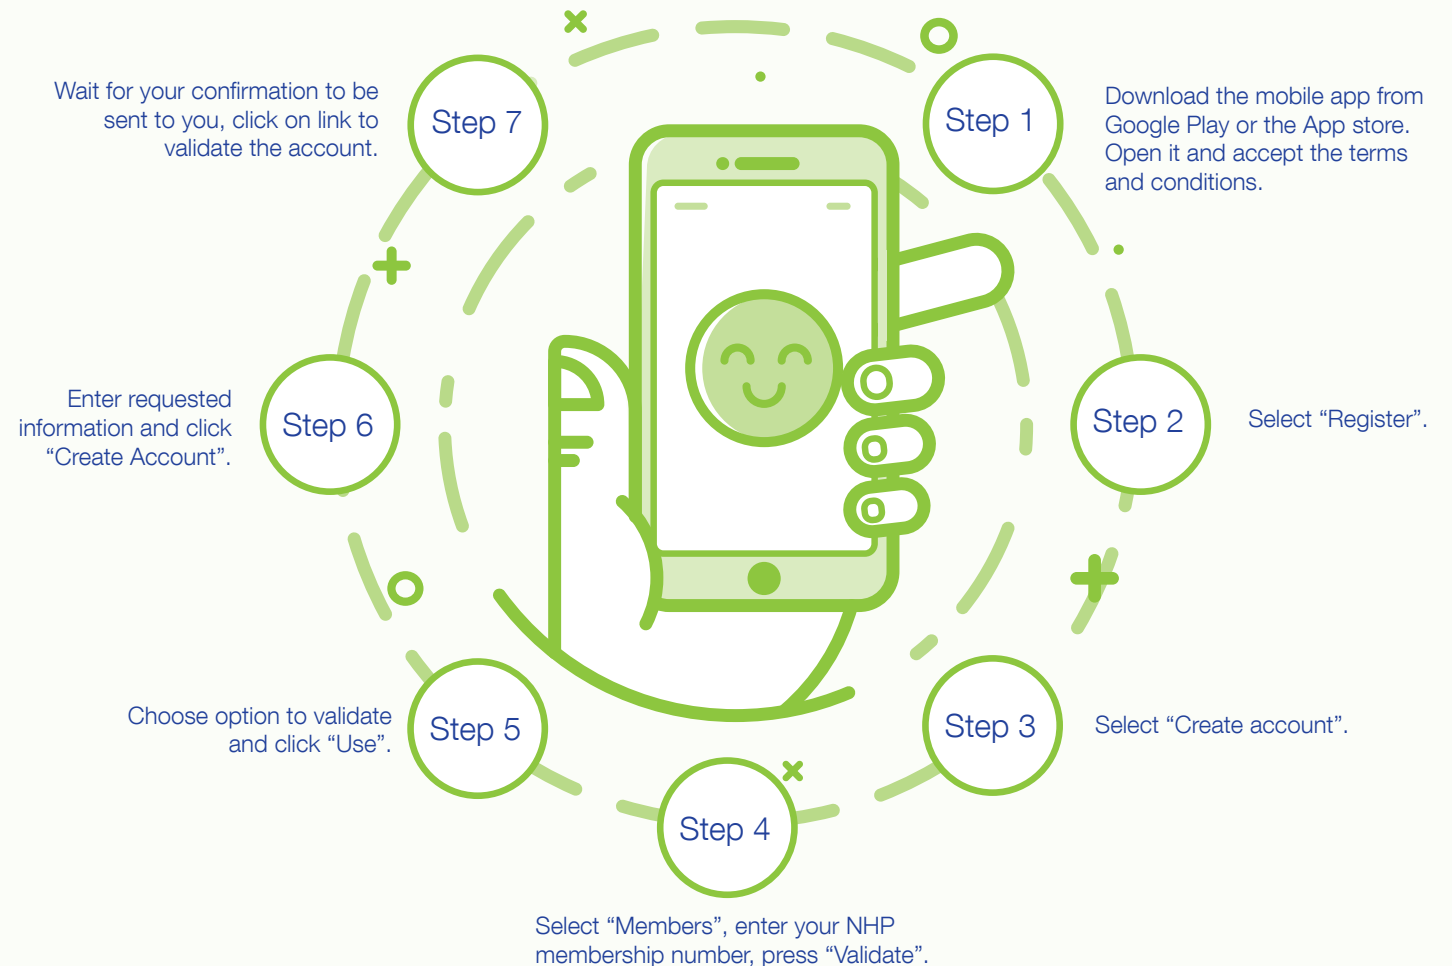 Step 1
Download the mobile app from
Google Play or the App store.
Open it and accept the terms
and conditions.
Step 2
Select “Register”.
Step 3
Select “Create account”.
Step 4
Select “Members”, enter your NHP
membership number, press “Validate”.
Step 5
Choose option to validate
and click “Use”.
Step 6
Enter requested
information and click
“Create Account”.
Step 7
Wait for your confirmation to be
sent to you, click on link to
validate the account.